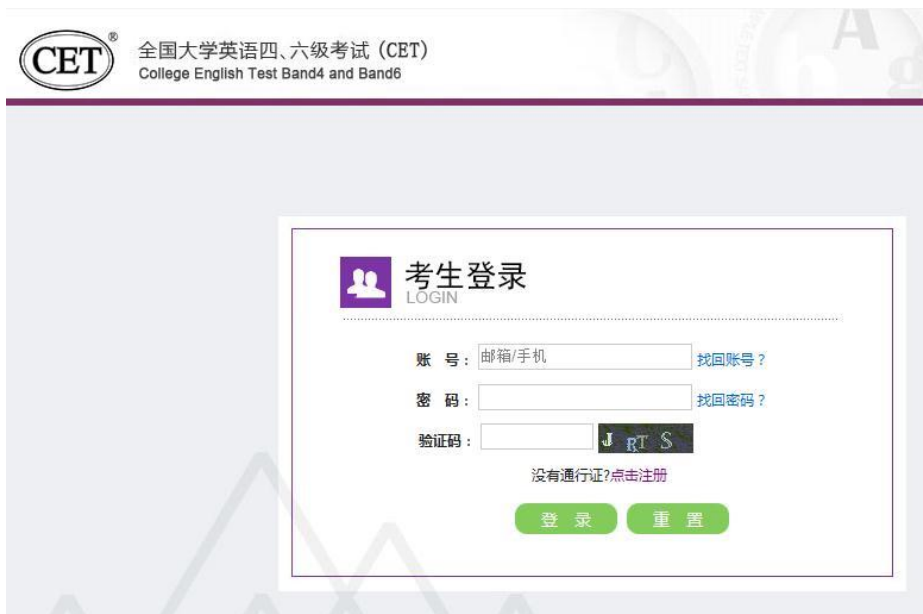 CET®
全国大学英语四、六级考试 (CET)
College English Test Band4 and Band6
考生登录
LOGIN
账 号： 邮箱/手机 找回账号？
密 码： 找回密码？
验证码： J R T S
没有通行证?点击注册
登 录 重 置